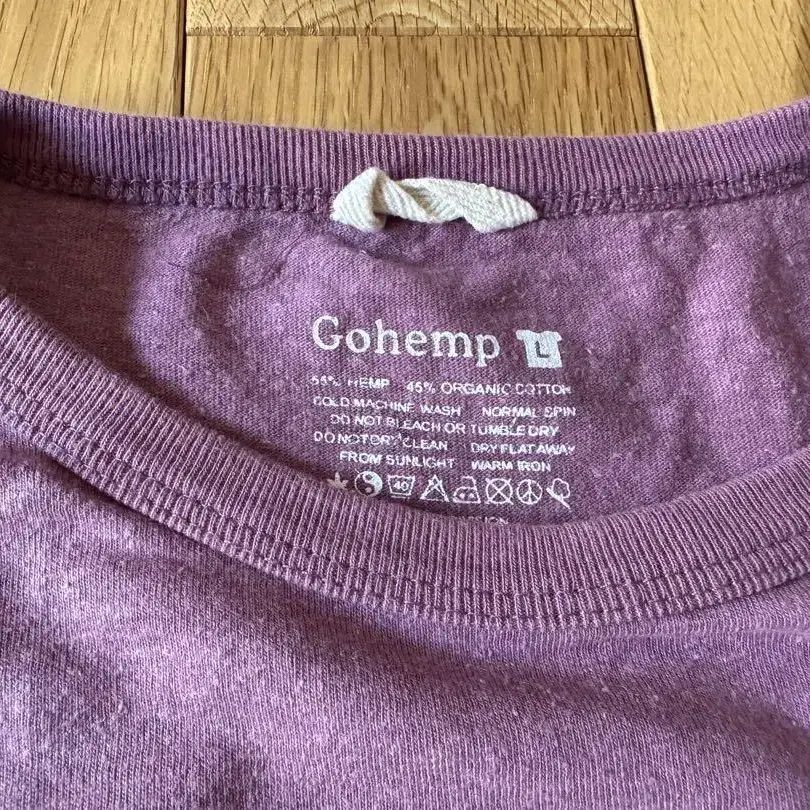 Gohemp L
55% HEMP 45% ORGANIC COTTON
COLD MACHINE WASH NORMAL SPIN
DO NOT BLEACH OR TUMBLE DRY
DO NOT DRY CLEAN DRY FLAT AWAY
FROM SUNLIGHT WARM IRON
40